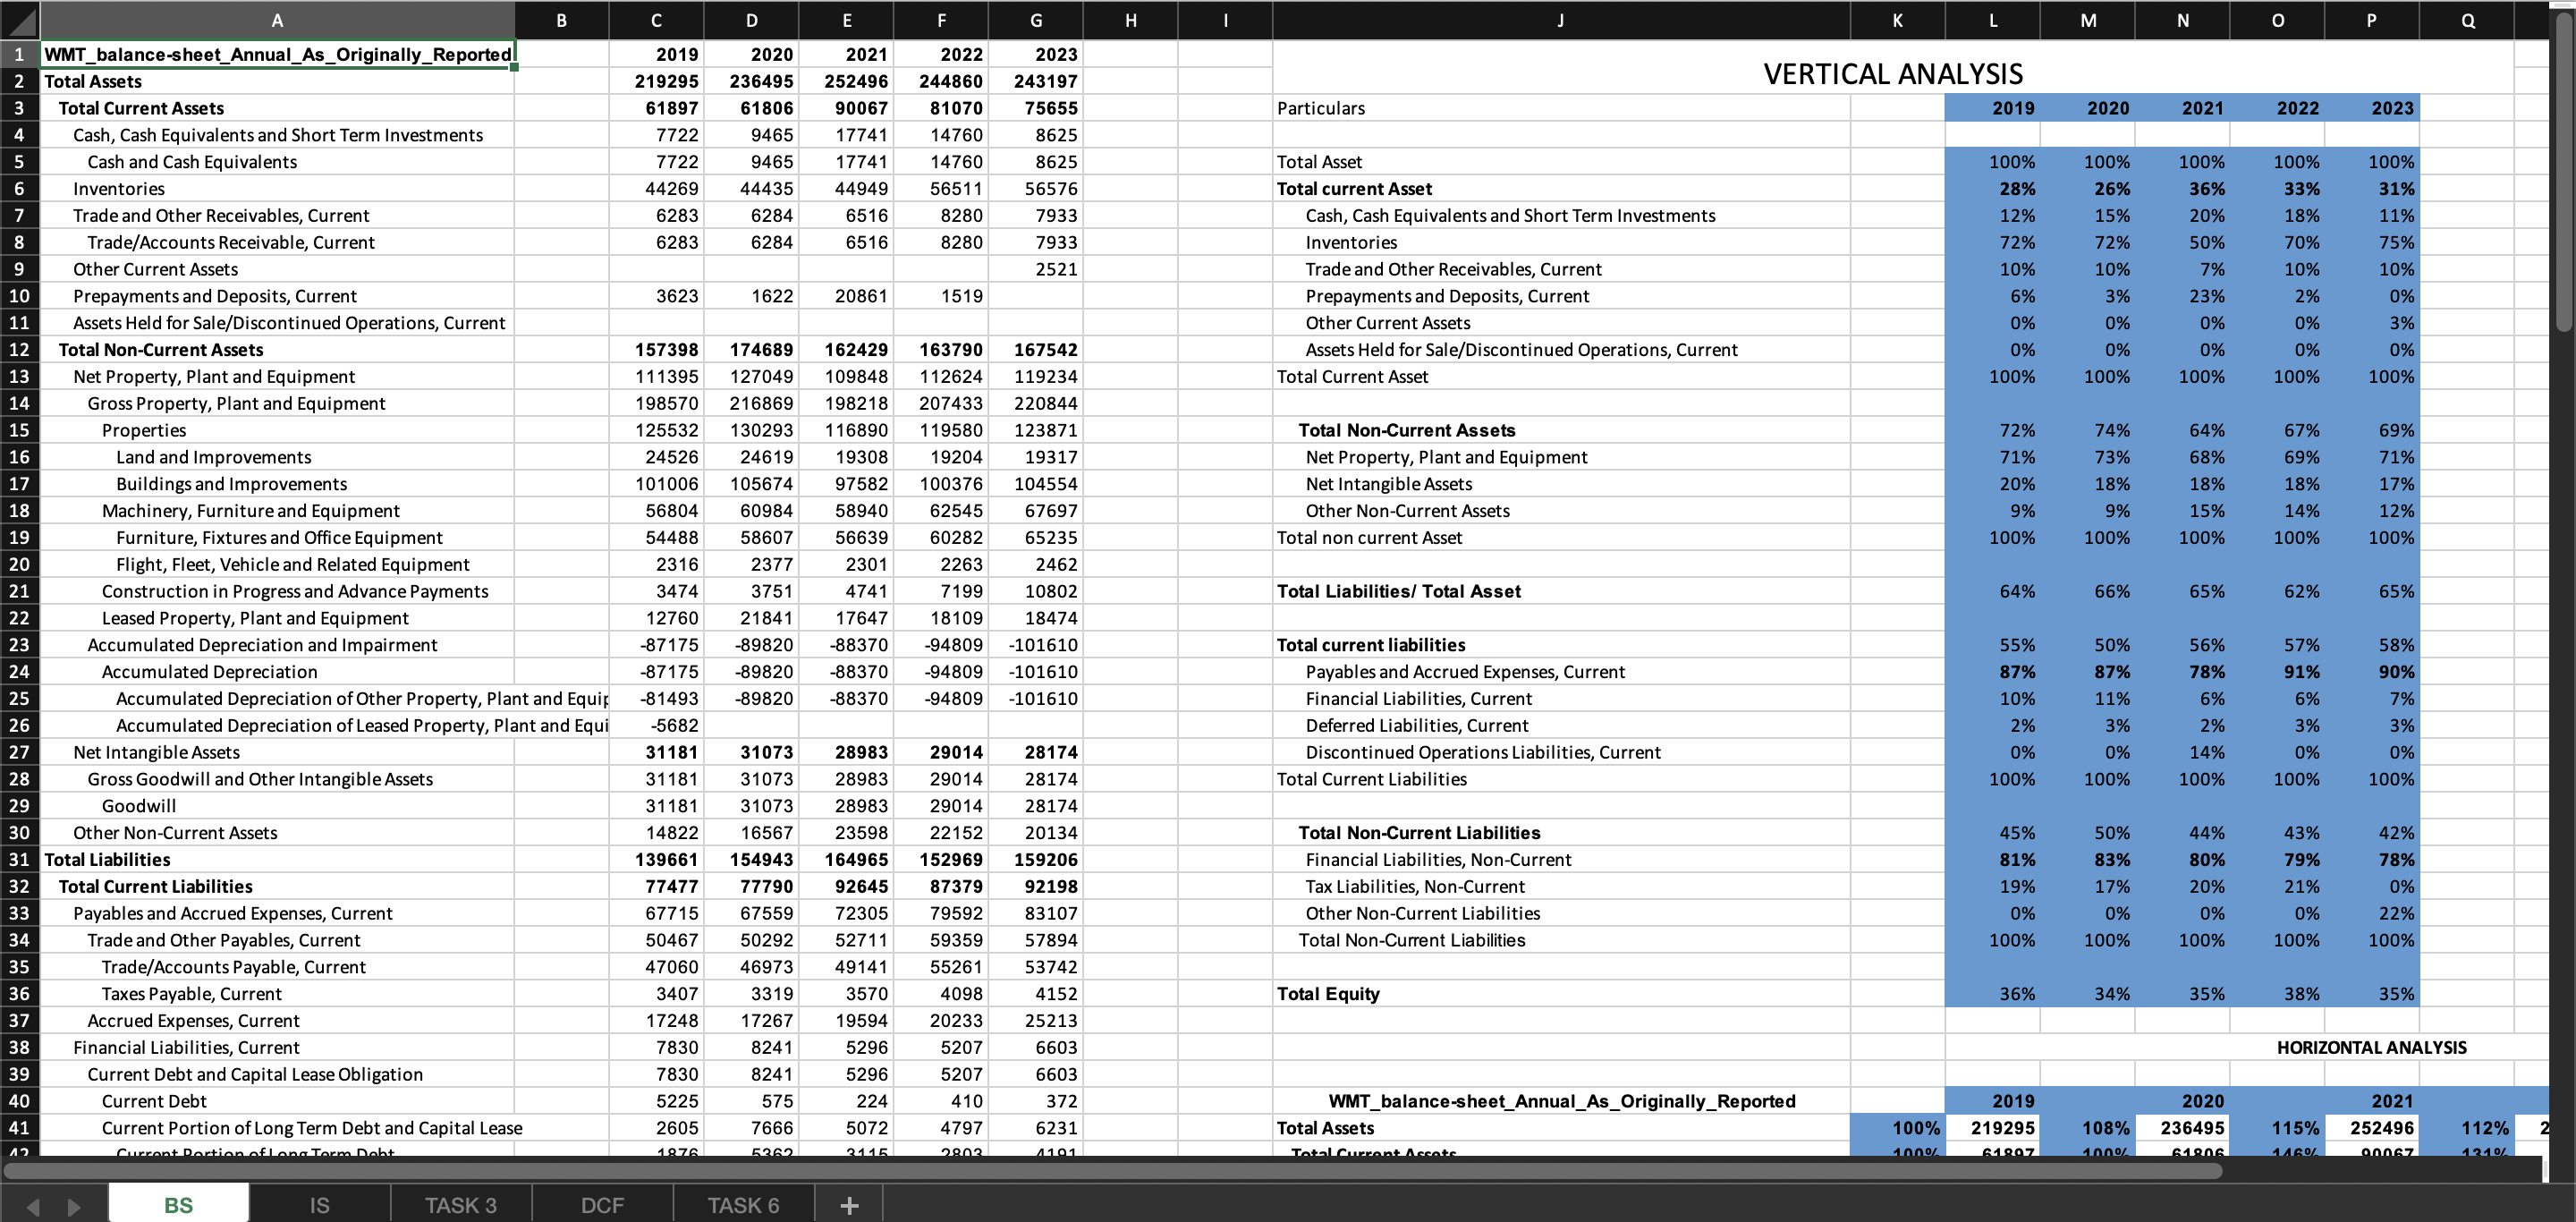 A B C D E F G H I J K L M N O P Q
1 WMT_balance-sheet_Annual_As_Originally_Reported 2019 2020 2021 2022 2023
VERTICAL ANALYSIS
2 Total Assets 219295 236495 252496 244860 243197
3 Total Current Assets 61897 61806 90067 81070 75655 Particulars 2019 2020 2021 2022 2023
4 Cash, Cash Equivalents and Short Term Investments 7722 9465 17741 14760 8625
5 Cash and Cash Equivalents 7722 9465 17741 14760 8625 Total Asset 100% 100% 100% 100% 100%
6 Inventories 44269 44435 44949 56511 56576 Total current Asset 28% 26% 36% 33% 31%
7 Trade and Other Receivables, Current 6283 6284 6516 8280 7933 Cash, Cash Equivalents and Short Term Investments 12% 15% 20% 18% 11%
8 Trade/Accounts Receivable, Current 6283 6284 6516 8280 7933 Inventories 72% 72% 50% 70% 75%
9 Other Current Assets 2521 Trade and Other Receivables, Current 10% 10% 7% 10% 10%
10 Prepayments and Deposits, Current 3623 1622 20861 1519 Prepayments and Deposits, Current 6% 3% 23% 2% 0%
11 Assets Held for Sale/Discontinued Operations, Current Other Current Assets 0% 0% 0% 0% 3%
12 Total Non-Current Assets 157398 174689 162429 163790 167542 Assets Held for Sale/Discontinued Operations, Current 0% 0% 0% 0% 0%
13 Net Property, Plant and Equipment 111395 127049 109848 112624 119234 Total Current Asset 100% 100% 100% 100% 100%
14 Gross Property, Plant and Equipment 198570 216869 198218 207433 220844
15 Properties 125532 130293 116890 119580 123871 Total Non-Current Assets 72% 74% 64% 67% 69%
16 Land and Improvements 24526 24619 19308 19204 19317 Net Property, Plant and Equipment 71% 73% 68% 69% 71%
17 Buildings and Improvements 101006 105674 97582 100376 104554 Net Intangible Assets 20% 18% 18% 18% 17%
18 Machinery, Furniture and Equipment 56804 60984 58940 62545 67697 Other Non-Current Assets 9% 9% 15% 14% 12%
19 Furniture, Fixtures and Office Equipment 54488 58607 56639 60282 65235 Total non current Asset 100% 100% 100% 100% 100%
20 Flight, Fleet, Vehicle and Related Equipment 2316 2377 2301 2263 2462
21 Construction in Progress and Advance Payments 3474 3751 4741 7199 10802 Total Liabilities/ Total Asset 64% 66% 65% 62% 65%
22 Leased Property, Plant and Equipment 12760 21841 17647 18109 18474
23 Accumulated Depreciation and Impairment -87175 -89820 -88370 -94809 -101610 Total current liabilities 55% 50% 56% 57% 58%
24 Accumulated Depreciation -87175 -89820 -88370 -94809 -101610 Payables and Accrued Expenses, Current 87% 87% 78% 91% 90%
25 Accumulated Depreciation of Other Property, Plant and Equip -81493 -89820 -88370 -94809 -101610 Financial Liabilities, Current 10% 11% 6% 6% 7%
26 Accumulated Depreciation of Leased Property, Plant and Equi -5682 Deferred Liabilities, Current 2% 3% 2% 3% 3%
27 Net Intangible Assets 31181 31073 28983 29014 28174 Discontinued Operations Liabilities, Current 0% 0% 14% 0% 0%
28 Gross Goodwill and Other Intangible Assets 31181 31073 28983 29014 28174 Total Current Liabilities 100% 100% 100% 100% 100%
29 Goodwill 31181 31073 28983 29014 28174
30 Other Non-Current Assets 14822 16567 23598 22152 20134 Total Non-Current Liabilities 45% 50% 44% 43% 42%
31 Total Liabilities 139661 154943 164965 152969 159206 Financial Liabilities, Non-Current 81% 83% 80% 79% 78%
32 Total Current Liabilities 77477 77790 92645 87379 92198 Tax Liabilities, Non-Current 19% 17% 20% 21% 0%
33 Payables and Accrued Expenses, Current 67715 67559 72305 79592 83107 Other Non-Current Liabilities 0% 0% 0% 0% 22%
34 Trade and Other Payables, Current 50467 50292 52711 59359 57894 Total Non-Current Liabilities 100% 100% 100% 100% 100%
35 Trade/Accounts Payable, Current 47060 46973 49141 55261 53742
36 Taxes Payable, Current 3407 3319 3570 4098 4152 Total Equity 36% 34% 35% 38% 35%
37 Accrued Expenses, Current 17248 17267 19594 20233 25213
38 Financial Liabilities, Current 7830 8241 5296 5207 6603 HORIZONTAL ANALYSIS
39 Current Debt and Capital Lease Obligation 7830 8241 5296 5207 6603
40 Current Debt 5225 575 224 410 372 WMT_balance-sheet_Annual_As_Originally_Reported 2019 2020 2021
41 Current Portion of Long Term Debt and Capital Lease 2605 7666 5072 4797 6231 Total Assets 100% 219295 108% 236495 115% 252496 112% 2
42 Current Portion of Long Term Debt 1876 5362 3115 2803 4191 Total Current Assets 100% 61897 100% 61806 146% 90067 131%
BS IS TASK 3 DCF TASK 6 +